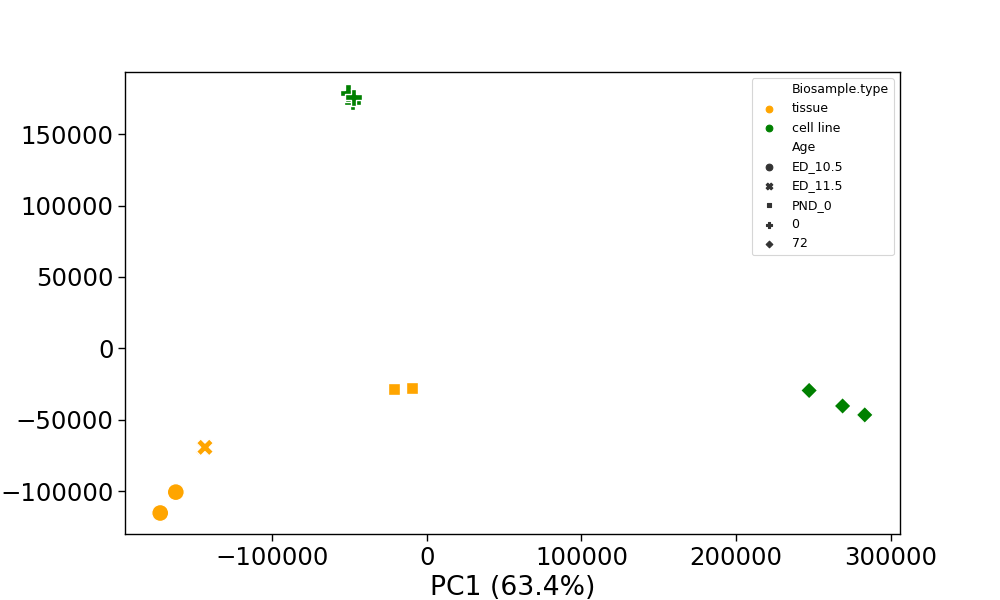 Biosample.type
tissue
cell line
Age
ED_10.5
ED_11.5
PND_0
0
72
150000
100000
50000
0
−50000
−100000
−100000 0 100000 200000 300000
PC1 (63.4%)